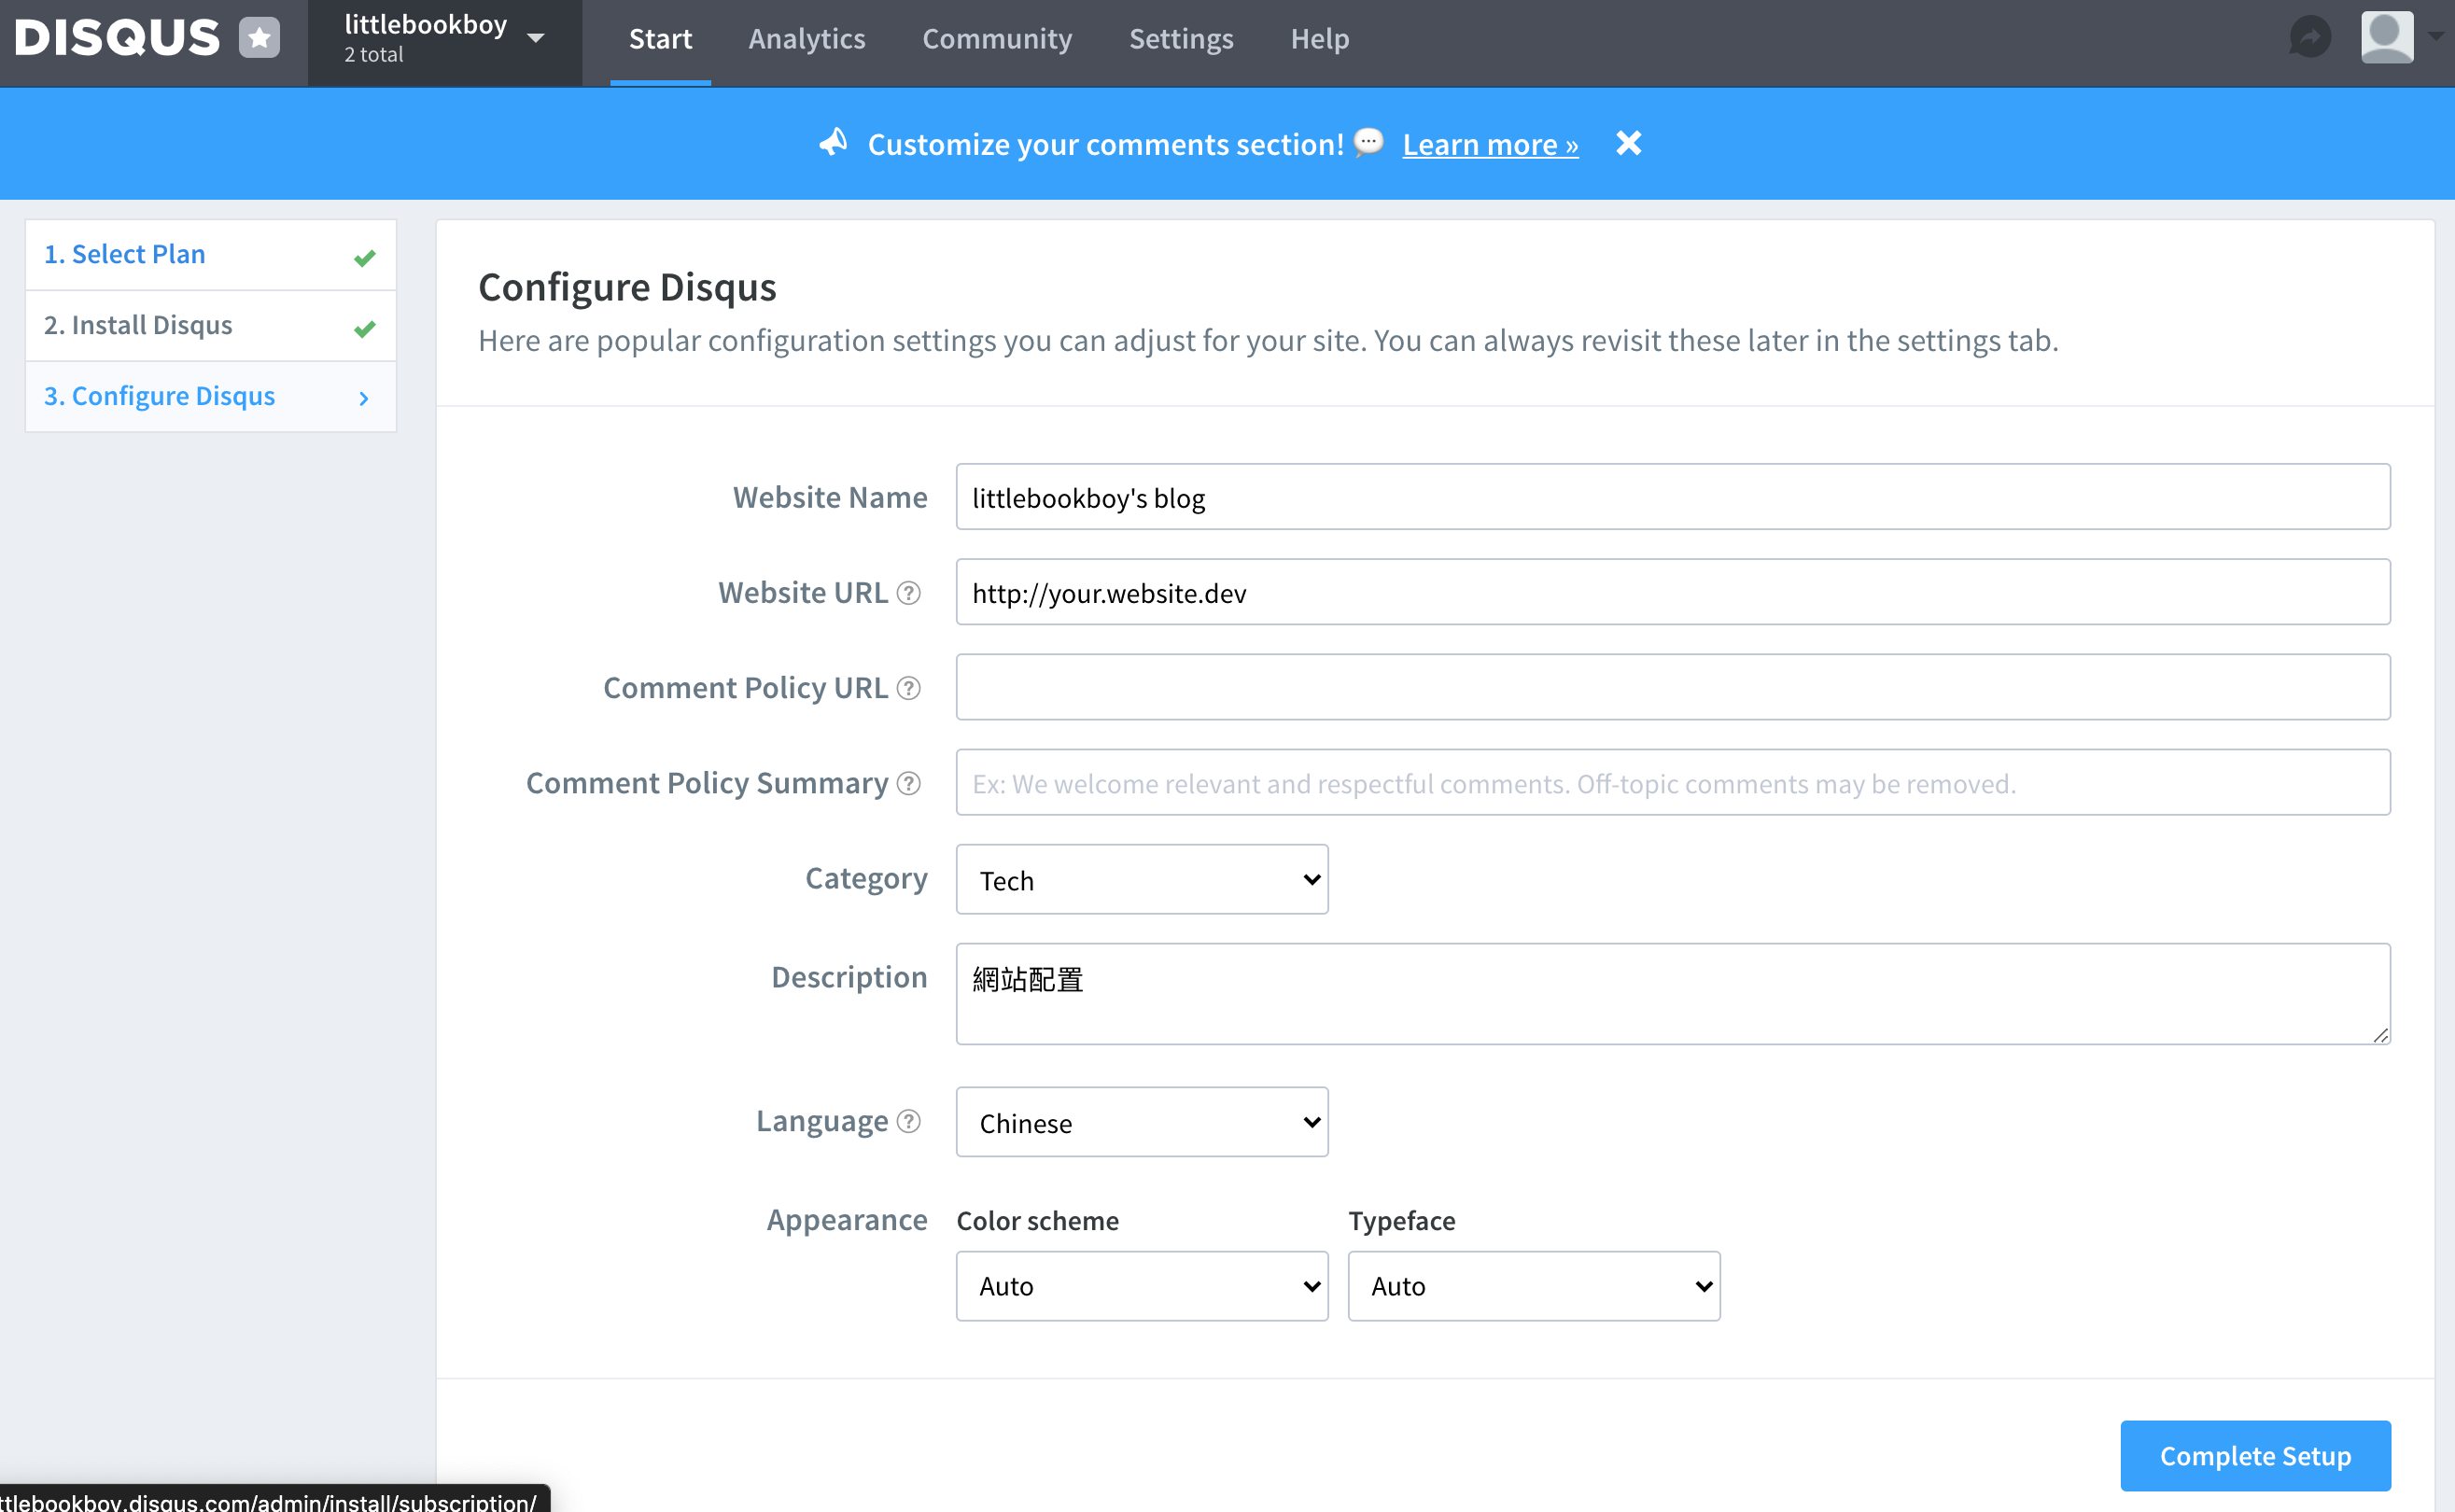 DISQUS
littlebookboy
2 total
Start
Analytics
Community
Settings
Help
Customize your comments section! 💬 Learn more »
1. Select Plan
2. Install Disqus
3. Configure Disqus
Configure Disqus
Here are popular configuration settings you can adjust for your site. You can always revisit these later in the settings tab.
Website Name
littlebookboy's blog
Website URL
http://your.website.dev
Comment Policy URL
Comment Policy Summary
Ex: We welcome relevant and respectful comments. Off-topic comments may be removed.
Category
Tech
Description
網站配置
Language
Chinese
Appearance
Color scheme
Typeface
Auto
Auto
Complete Setup
ttlebookboy.disqus.com/admin/install/subscription/